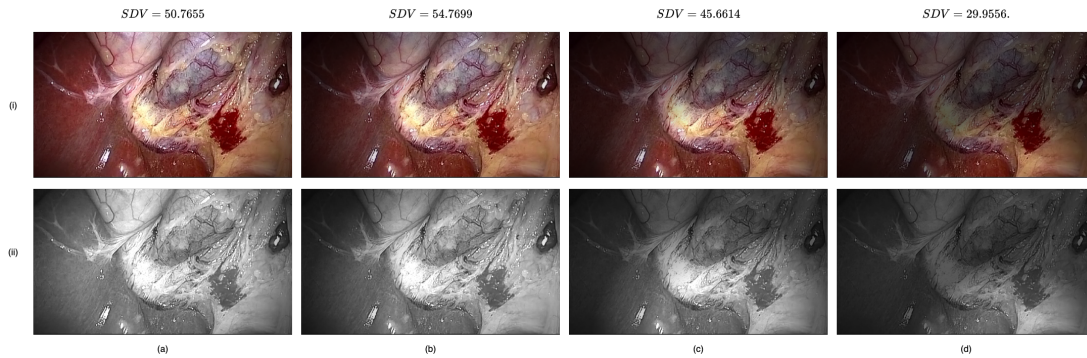 SDV = 50.7655 SDV = 54.7699 SDV = 45.6614 SDV = 29.9556.
(i)
(ii)
(a) (b) (c) (d)